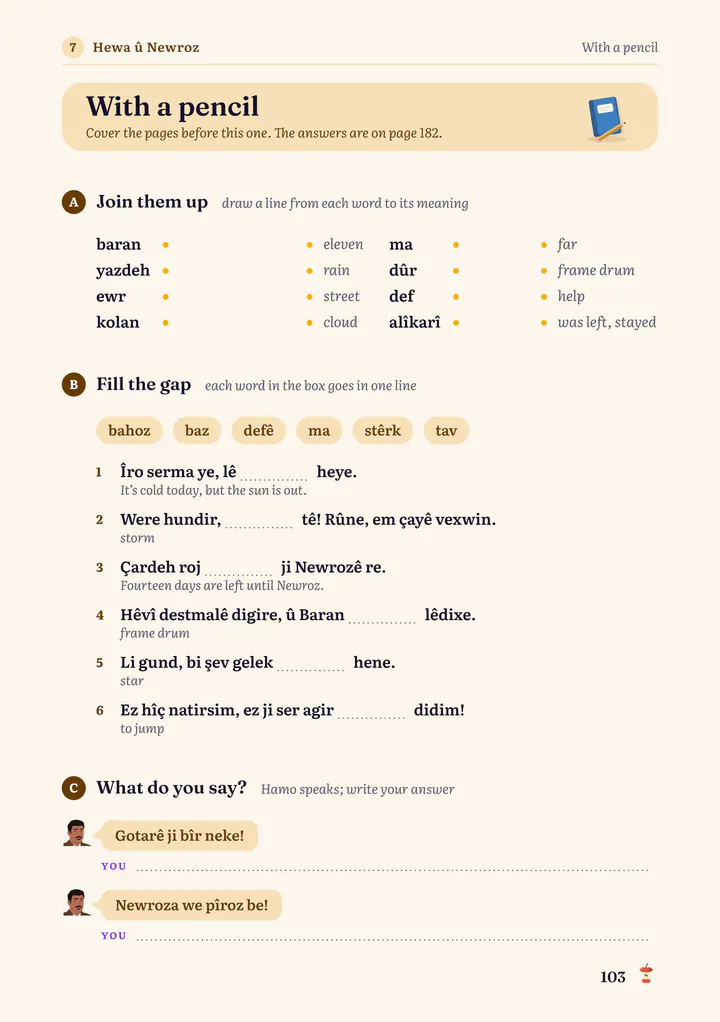 7 Hewa û Newroz With a pencil
With a pencil
Cover the pages before this one. The answers are on page 182.
A Join them up draw a line from each word to its meaning
baran eleven ma far
yazdeh rain dûr frame drum
ewr street def help
kolan cloud alîkarî was left, stayed
B Fill the gap each word in the box goes in one line
bahoz baz defê ma stêrk tav
1 Îro serma ye, lê .............. heye.
It's cold today, but the sun is out.
2 Were hundir, .............. tê! Rûne, em çayê vexwin.
storm
3 Çardeh roj .............. ji Newrozê re.
Fourteen days are left until Newroz.
4 Hêvî destmalê digire, û Baran .............. lêdixe.
frame drum
5 Li gund, bi şev gelek .............. hene.
star
6 Ez hîç natirsim, ez ji ser agir .............. didim!
to jump
C What do you say? Hamo speaks; write your answer
Gotarê ji bîr neke!
YOU
Newroza we pîroz be!
YOU
103